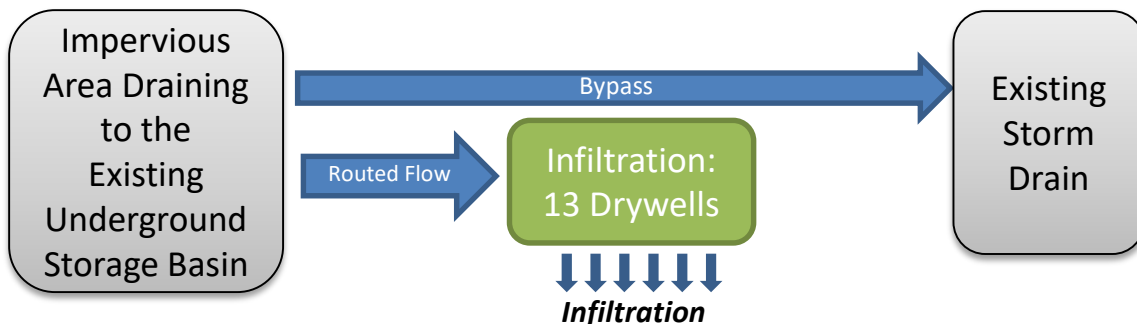 Impervious
Area Draining
to the
Existing
Underground
Storage Basin
Bypass
Routed Flow
Infiltration:
13 Drywells
Infiltration
Existing
Storm
Drain